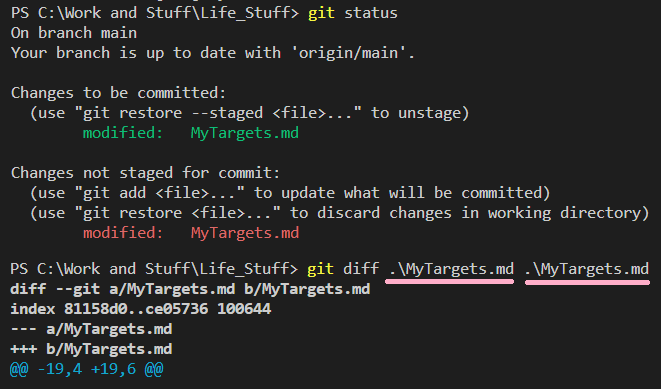 PS C:\Work and Stuff\Life_Stuff> git status
On branch main
Your branch is up to date with 'origin/main'.
Changes to be committed:
(use "git restore --staged <file>..." to unstage)
modified: MyTargets.md
Changes not staged for commit:
(use "git add <file>..." to update what will be committed)
(use "git restore <file>..." to discard changes in working directory)
modified: MyTargets.md
PS C:\Work and Stuff\Life_Stuff> git diff .\MyTargets.md .\MyTargets.md
diff --git a/MyTargets.md b/MyTargets.md
index 81158d0..ce05736 100644
--- a/MyTargets.md
+++ b/MyTargets.md
@@ -19,4 +19,6 @@